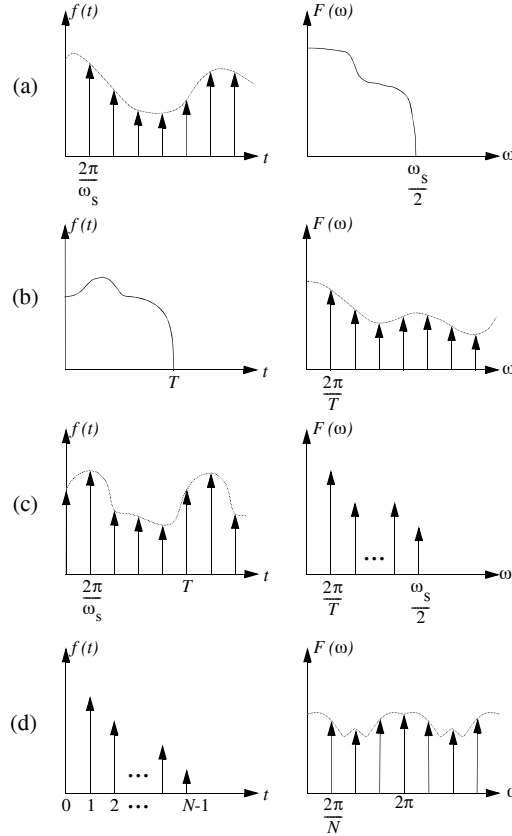 f(t)
F(ω)
(a)
t
ω
2π
ω_s
ω_s
2
f(t)
F(ω)
(b)
T
t
ω
2π
T
f(t)
F(ω)
(c)
•••
T
t
ω
2π
ω_s
2π
T
ω_s
2
f(t)
F(ω)
(d)
•••
t
0 1 2 ••• N-1
2π
N
2π